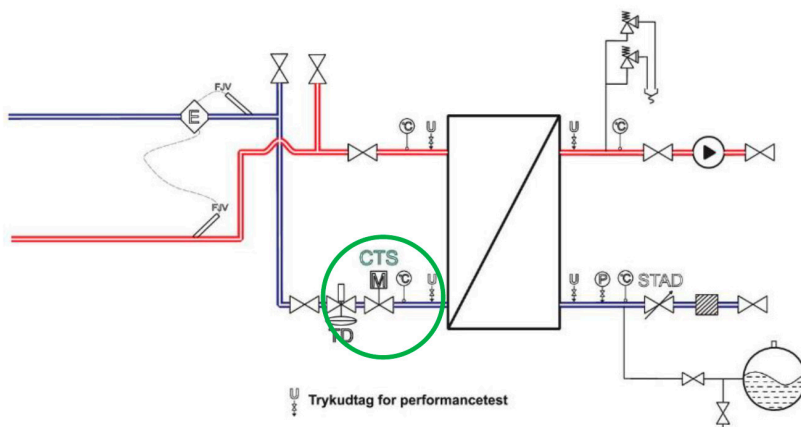 FJV
E
°C
U
U
°C
FJV
CTS
M
°C
U
U
P
°C
STAD
TD
U
Trykudtag for performancetest